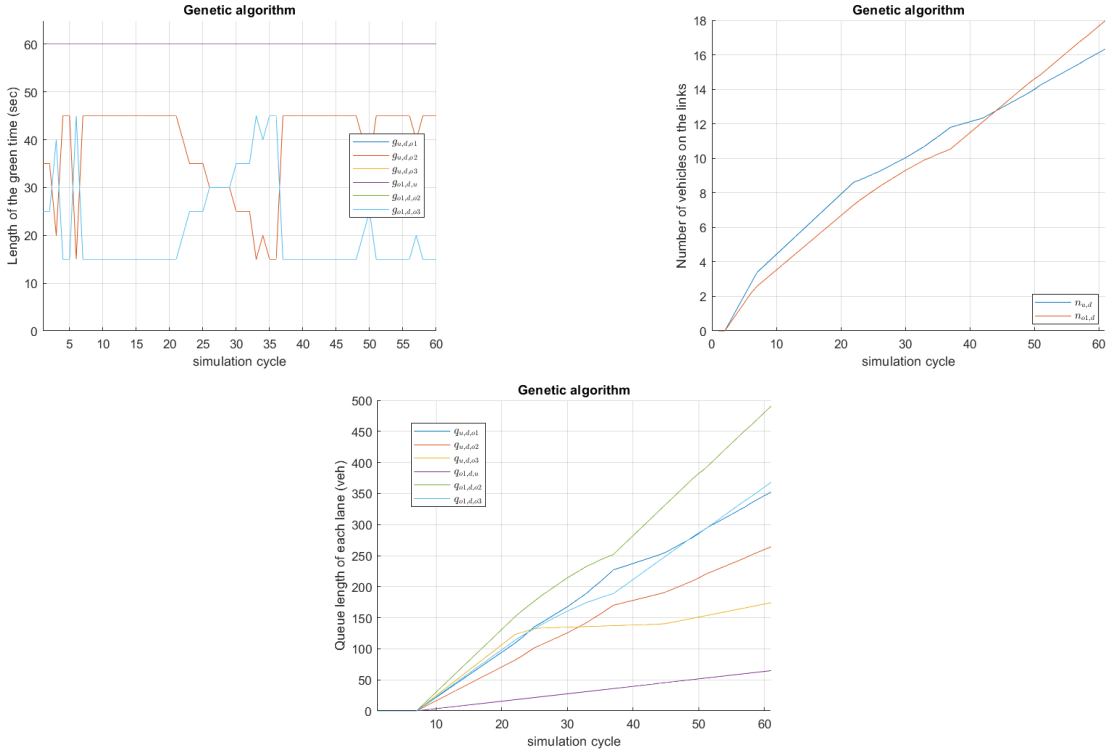 Genetic algorithm
Length of the green time (sec)
60
50
40
30
20
10
0
g_{u,d,o1}
g_{u,d,o2}
g_{u,d,o3}
g_{o1,d,u}
g_{o1,d,o2}
g_{o1,d,o3}
5 10 15 20 25 30 35 40 45 50 55 60
simulation cycle
Genetic algorithm
Number of vehicles on the links
18
16
14
12
10
8
6
4
2
0
n_{u,d}
n_{o1,d}
0 10 20 30 40 50 60
simulation cycle
Genetic algorithm
Queue length of each lane (veh)
500
450
400
350
300
250
200
150
100
50
0
q_{u,d,o1}
q_{u,d,o2}
q_{u,d,o3}
q_{o1,d,u}
q_{o1,d,o2}
q_{o1,d,o3}
10 20 30 40 50 60
simulation cycle